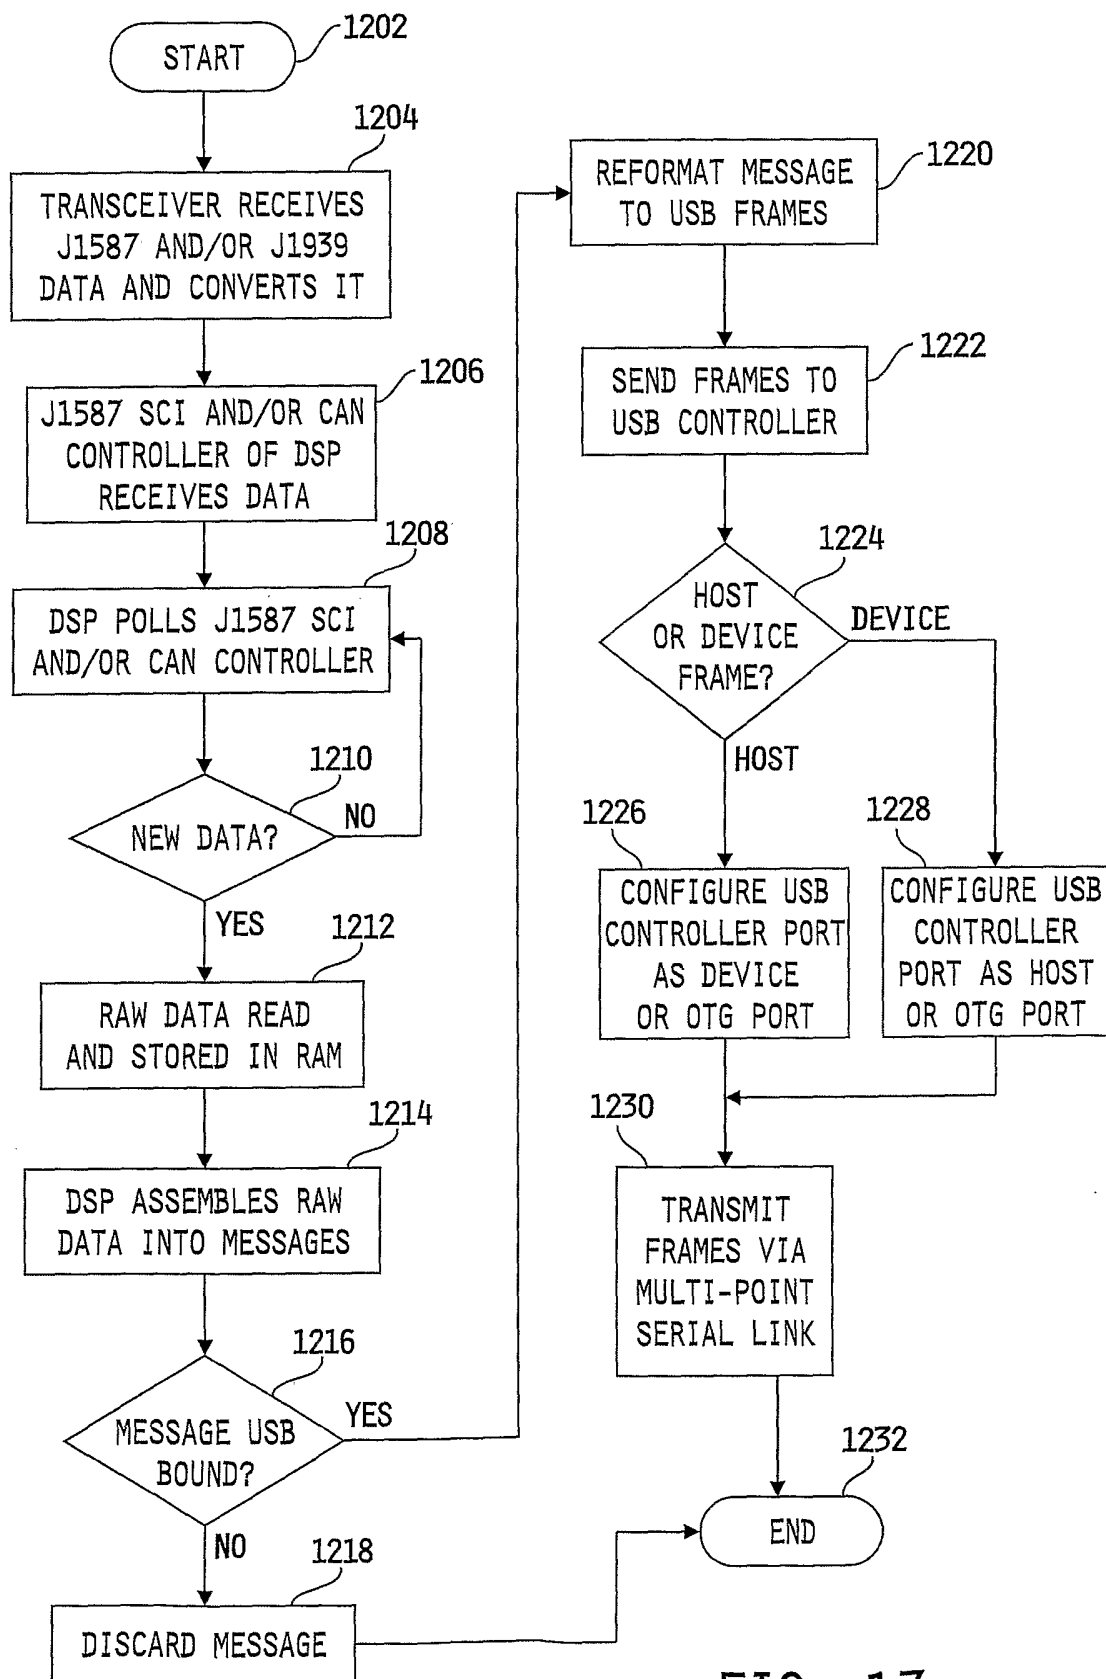 START
1202
1204
TRANSCEIVER RECEIVES
J1587 AND/OR J1939
DATA AND CONVERTS IT
1206
J1587 SCI AND/OR CAN
CONTROLLER OF DSP
RECEIVES DATA
1208
DSP POLLS J1587 SCI
AND/OR CAN CONTROLLER
1210
NEW DATA?
NO
YES
1212
RAW DATA READ
AND STORED IN RAM
1214
DSP ASSEMBLES RAW
DATA INTO MESSAGES
1216
MESSAGE USB
BOUND?
YES
NO
1218
DISCARD MESSAGE
1220
REFORMAT MESSAGE
TO USB FRAMES
1222
SEND FRAMES TO
USB CONTROLLER
1224
HOST
OR DEVICE
FRAME?
DEVICE
HOST
1226
CONFIGURE USB
CONTROLLER PORT
AS DEVICE
OR OTG PORT
1228
CONFIGURE USB
CONTROLLER
PORT AS HOST
OR OTG PORT
1230
TRANSMIT
FRAMES VIA
MULTI-POINT
SERIAL LINK
1232
END